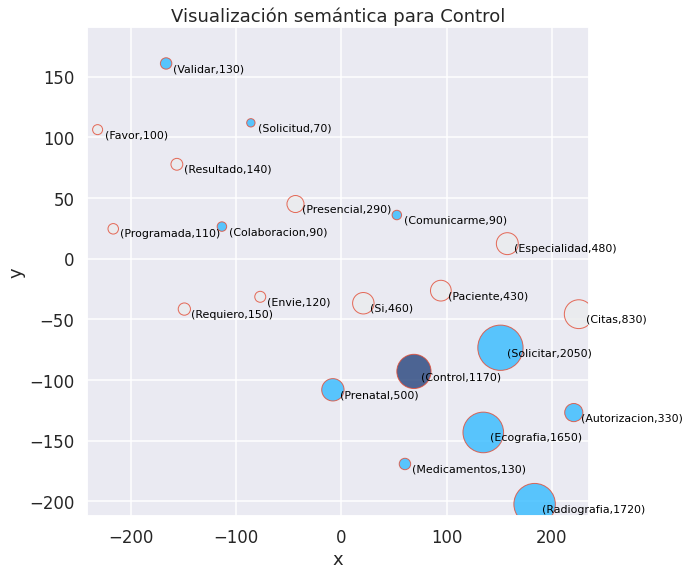 Visualización semántica para Control
150
100
50
0
−50
−100
−150
−200
y
(Validar,130)
(Solicitud,70)
(Favor,100)
(Resultado,140)
(Presencial,290)
(Comunicarme,90)
(Programada,110)
(Colaboracion,90)
(Especialidad,480)
(Envie,120)
(Paciente,430)
(Requiero,150)
(Si,460)
(Citas,830)
(Solicitar,2050)
(Control,1170)
(Prenatal,500)
(Autorizacion,330)
(Ecografia,1650)
(Medicamentos,130)
(Radiografia,1720)
−200
−100
0
100
200
x